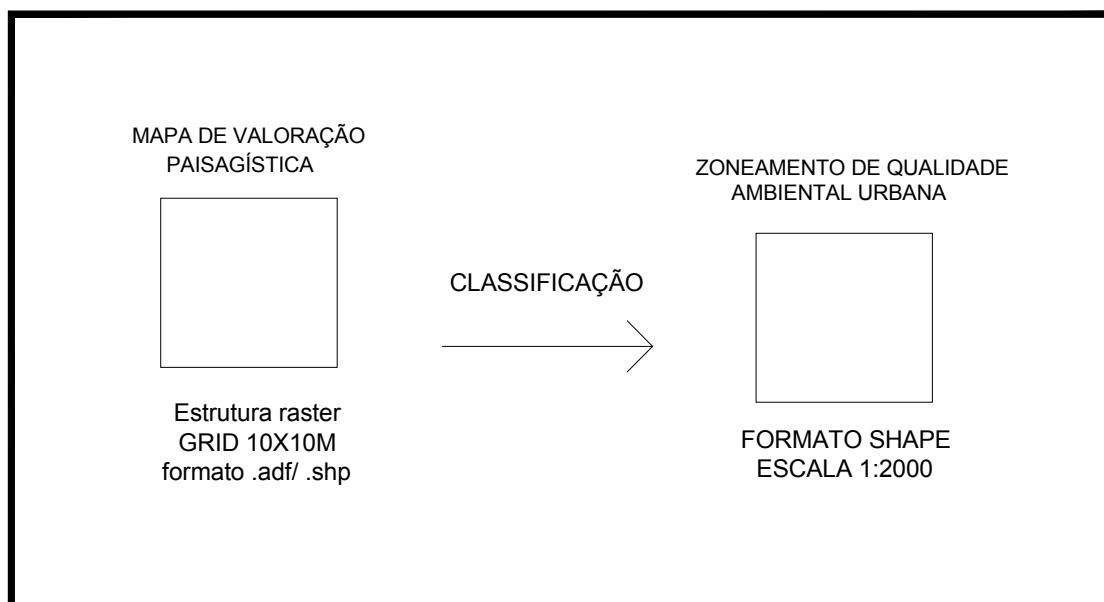 MAPA DE VALORAÇÃO
PAISAGÍSTICA
Estrutura raster
GRID 10X10M
formato .adf/ .shp
CLASSIFICAÇÃO
ZONEAMENTO DE QUALIDADE
AMBIENTAL URBANA
FORMATO SHAPE
ESCALA 1:2000